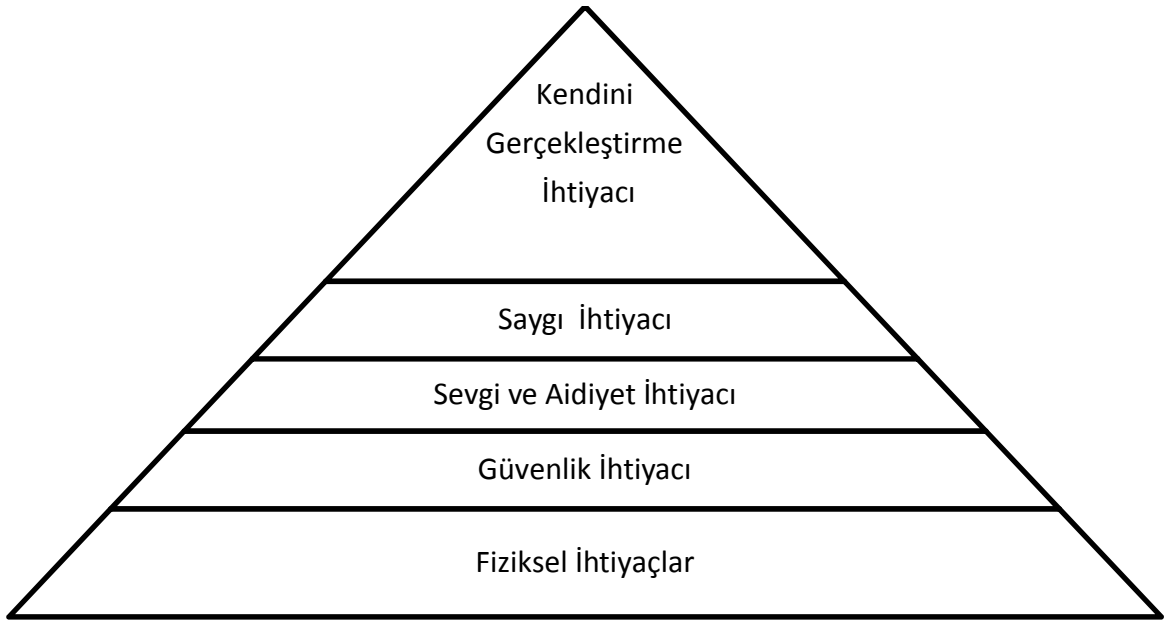 Kendini
Gerçekleştirme
İhtiyacı
Saygı  İhtiyacı
Sevgi ve Aidiyet İhtiyacı
Güvenlik İhtiyacı
Fiziksel İhtiyaçlar